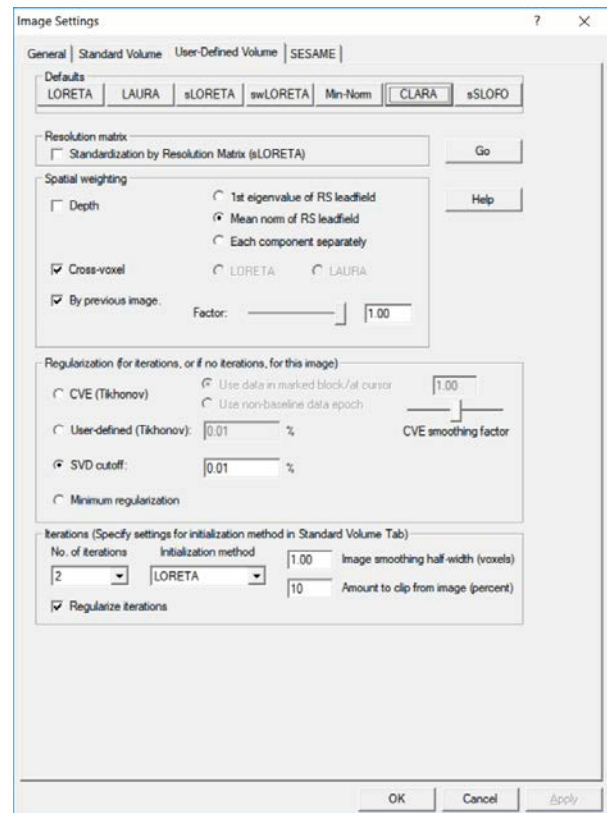 Image Settings ? ×
General Standard Volume User-Defined Volume SESAME
Defaults
LORETA LAURA sLORETA swLORETA Min-Norm CLARA sSLOFO
Resolution matrix
Standardization by Resolution Matrix (sLORETA)
Go
Spatial weighting
Depth
1st eigenvalue of RS leadfield
Mean norm of RS leadfield
Each component separately
Help
Cross-voxel LORETA LAURA
By previous image. Factor: 1.00
Regularization (for iterations, or if no iterations, for this image)
CVE (Tikhonov)
Use data in marked block/at cursor
Use non-baseline data epoch
1.00
CVE smoothing factor
User-defined (Tikhonov): 0.01 %
SVD cutoff: 0.01 %
Minimum regularization
Iterations (Specify settings for initialization method in Standard Volume Tab)
No. of iterations Initialization method
2 LORETA
1.00 Image smoothing half-width (voxels)
10 Amount to clip from image (percent)
Regularize iterations
OK Cancel Apply